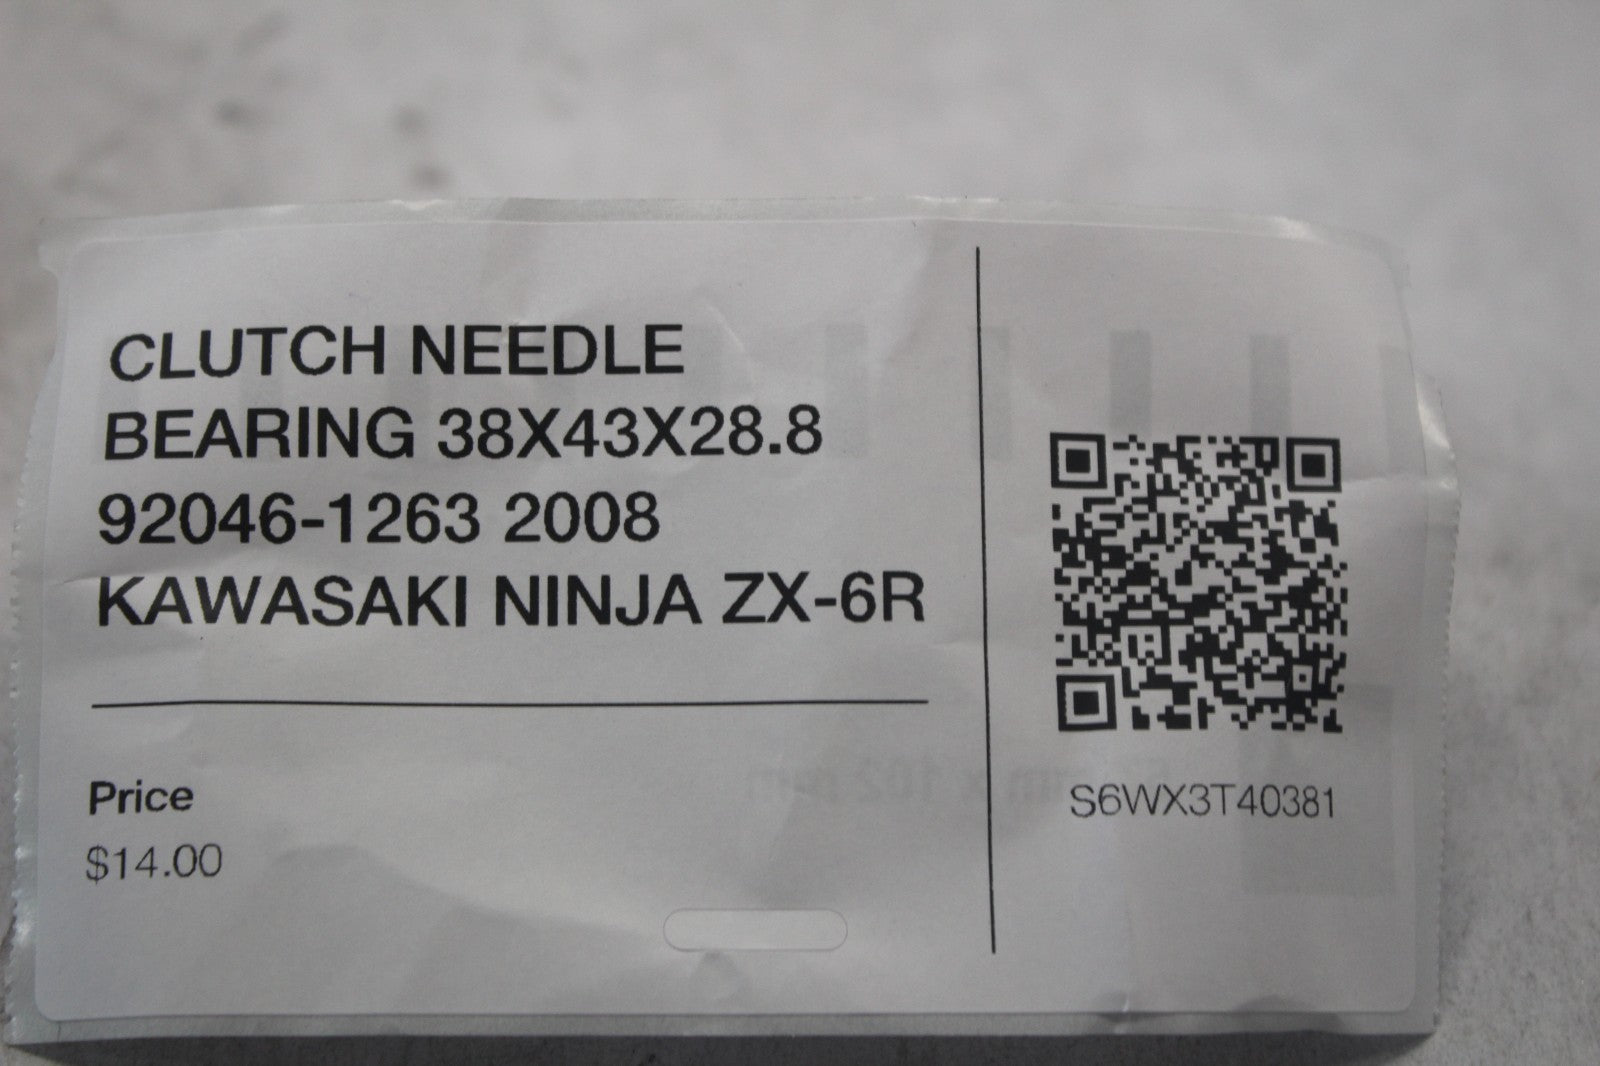 CLUTCH NEEDLE
BEARING 38X43X28.8
92046-1263 2008
KAWASAKI NINJA ZX-6R
Price
$14.00
S6WX3T40381